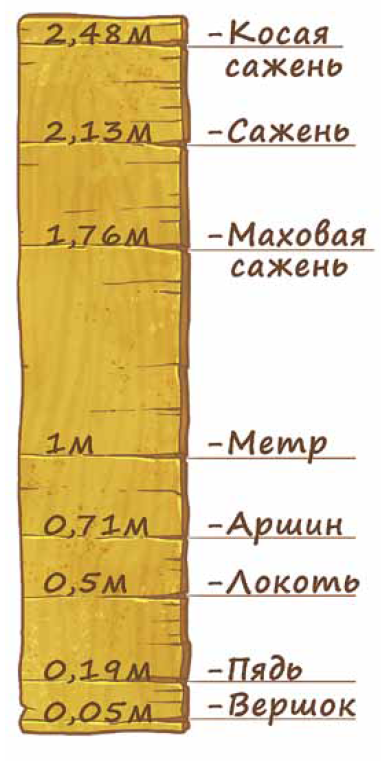 2,48м -Косая
сажень
2,13м -Сажень
1,76м -Маховая
сажень
1м -Метр
0,71м -Аршин
0,5м -Локоть
0,19м -Пядь
0,05м -Вершок